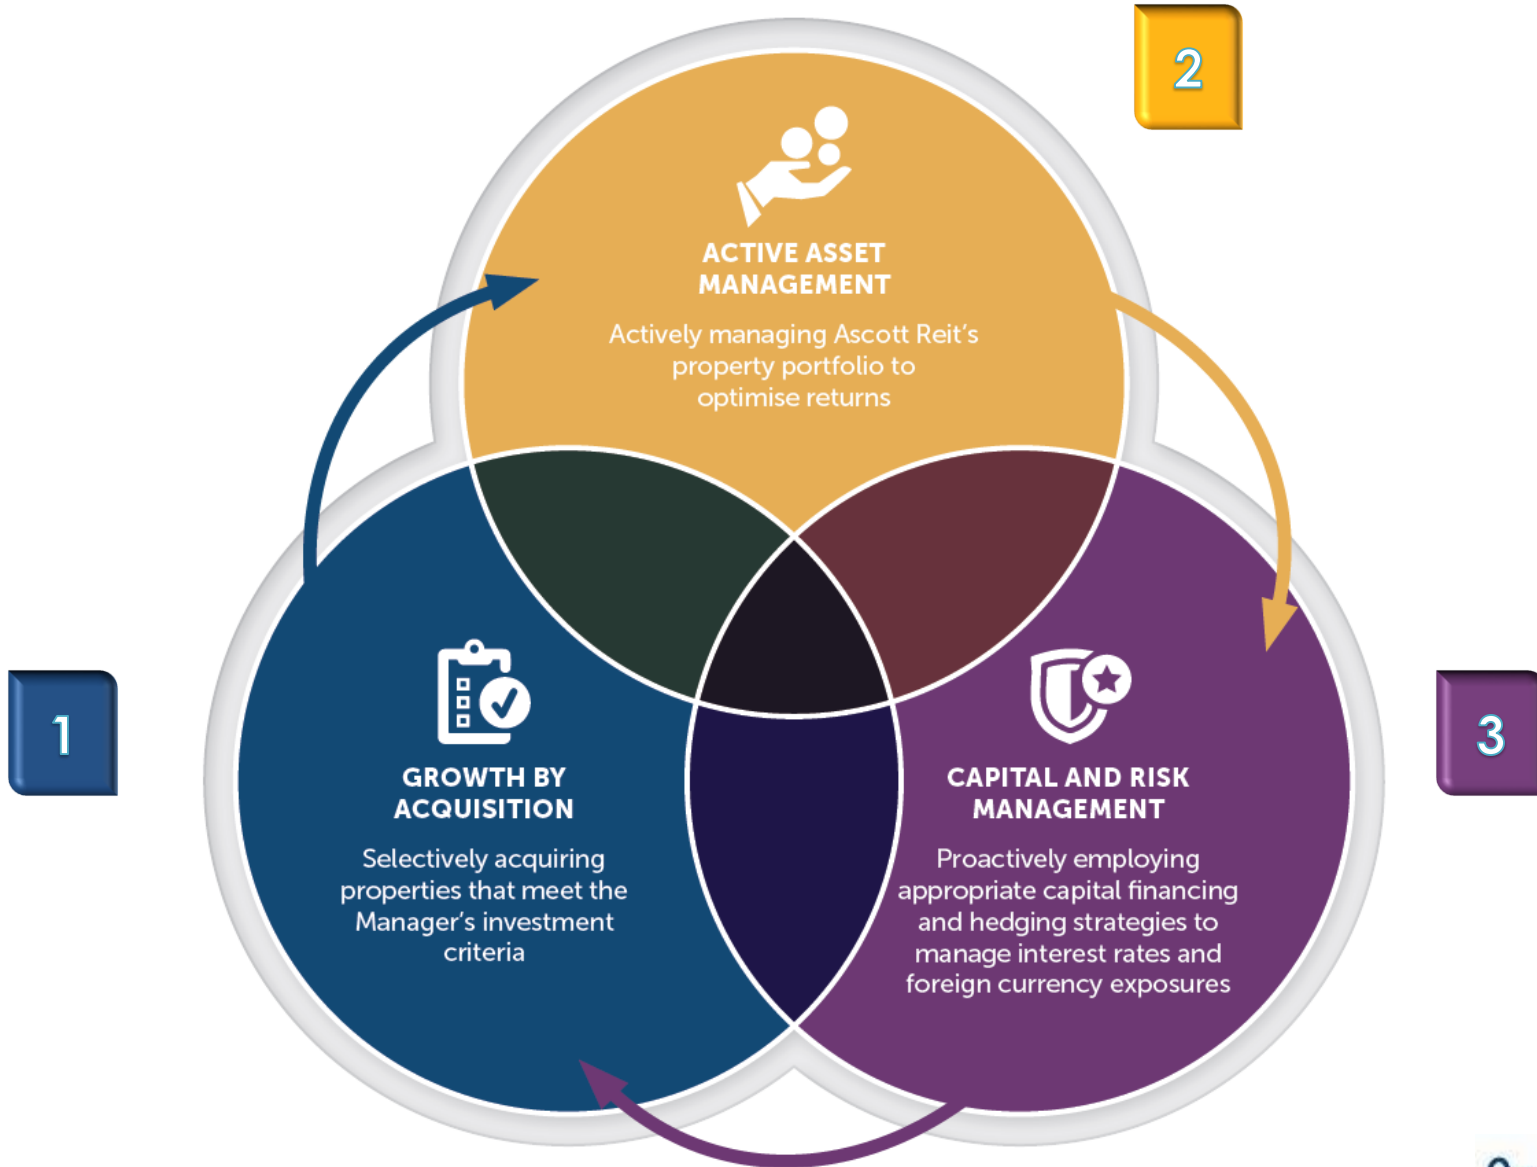 2
ACTIVE ASSET
MANAGEMENT
Actively managing Ascott Reit's
property portfolio to
optimise returns
1
GROWTH BY
ACQUISITION
Selectively acquiring
properties that meet the
Manager's investment
criteria
3
CAPITAL AND RISK
MANAGEMENT
Proactively employing
appropriate capital financing
and hedging strategies to
manage interest rates and
foreign currency exposures